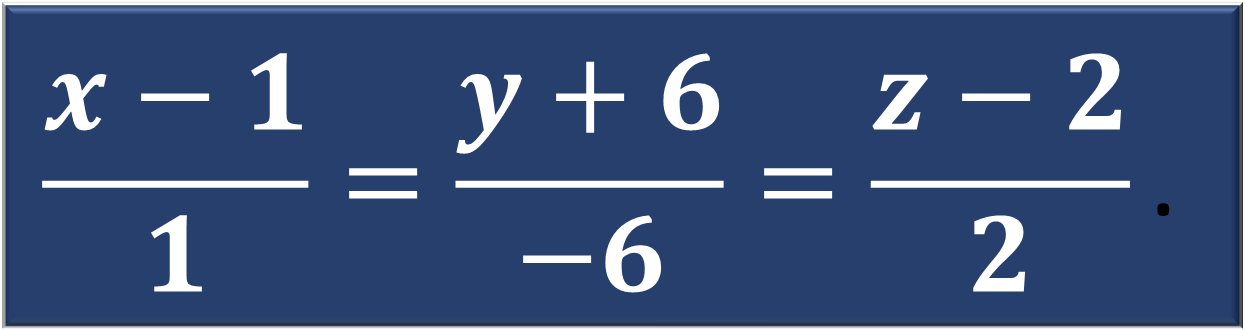 x − 1 / 1 = y + 6 / −6 = z − 2 / 2 .